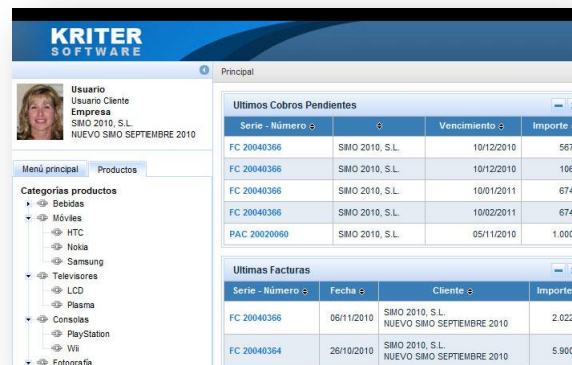 KRITER
SOFTWARE
Principal
Usuario
Usuario Cliente
Empresa
SIMO 2010, S.L.
NUEVO SIMO SEPTIEMBRE 2010
Menú principal Productos
Categorias productos
Bebidas
Móviles
HTC
Nokia
Samsung
Televisores
LCD
Plasma
Consolas
PlayStation
Wii
Fotografía
Ultimos Cobros Pendientes
Serie - Número Vencimiento Importe
FC 20040366 SIMO 2010, S.L. 10/12/2010 567
FC 20040366 SIMO 2010, S.L. 10/12/2010 106
FC 20040366 SIMO 2010, S.L. 10/01/2011 674
FC 20040366 SIMO 2010, S.L. 10/02/2011 674
PAC 20020060 SIMO 2010, S.L. 05/11/2010 1.000
Ultimas Facturas
Serie - Número Fecha Cliente Importe
FC 20040366 06/11/2010 SIMO 2010, S.L. 2.022
NUEVO SIMO SEPTIEMBRE 2010
FC 20040364 26/10/2010 SIMO 2010, S.L. 5.900
NUEVO SIMO SEPTIEMBRE 2010